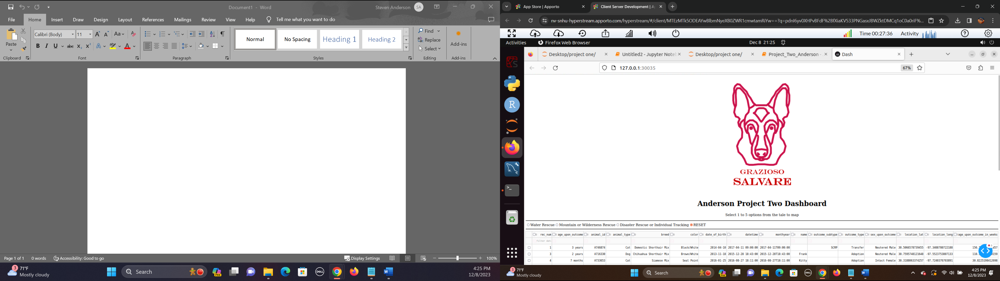 Document1 - Word
Steven Anderson
SA
File Home Insert Draw Design Layout References Mailings Review View Help Tell me what you want to do
Calibri (Body) 11
Aa
Paste
B I U abc X2 X2 A ab A
Normal No Spacing Heading 1 Heading 2
Find
Replace
Select
Add-ins
Clipboard Font Paragraph Styles Editing Add-ins
Page 1 of 1 0 words Accessibility: Good to go Display Settings 100%
3 71°F
Mostly cloudy
Search
PRE
DELL
4:25 PM
12/8/2023
App Store | Apporto
Client Server Development | A
nv-snhu-hyperstream.apporto.com/hyperstream/#/client/
Time 00:27:36 Activity
Activities Firefox Web Browser Dec 8 21:25
Desktop/project one/ Untitled2 - Jupyter Noteb Desktop/project one/ Project_Two_Anderson - Dash
127.0.0.1:30035 67%
GRAZIOSO
SALVARE
Anderson Project Two Dashboard
Select 1 to 5 options from the tale to map
Water Rescue Mountain or Wilderness Rescue Disaster Rescue or Individual Tracking RESET
rec_num age_upon_outcome animal_id animal_type breed color date_of_birth datetime monthyear name outcome_subtype outcome_type sex_upon_outcome location_lat location_long age_upon_outcome_in_weeks
filter dat
1 3 years A746874 Cat Domestic Shorthair Mix Black/White 2014-04-10 2017-04-11 09:00:00 2017-04-11T09:00:00 SCRP Transfer Neutered Male 30.5066578739455 -97.3408780722188 156.
3 2 years A716330 Dog Chihuahua Shorthair Mix Brown/White 2013-11-18 2015-12-28 18:43:00 2015-12-28T18:43:00 Frank Adoption Neutered Male 30.7595748121648 -97.5523753807133 110.
4 7 months A733653 Cat Siamese Mix Seal Point 2016-01-25 2016-08-27 18:11:00 2016-08-27T18:11:00 Kitty Adoption Intact Female 30.3188063374257 -97.7240376703891 30.8225198412698
3 71°F
Mostly cloudy
Search
PRE
DELL
4:25 PM
12/8/2023